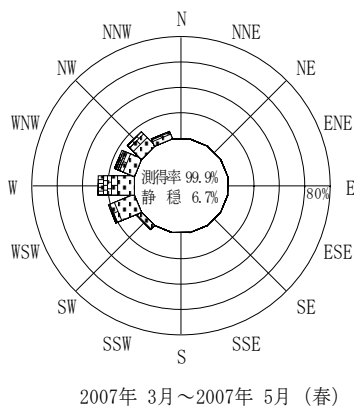 N
NNW NNE
NW NE
WNW ENE
測得率 99.9%
W 80% E
静 穏 6.7%
WSW ESE
SW SE
SSW SSE
S
2007年 3月～2007年 5月 (春)